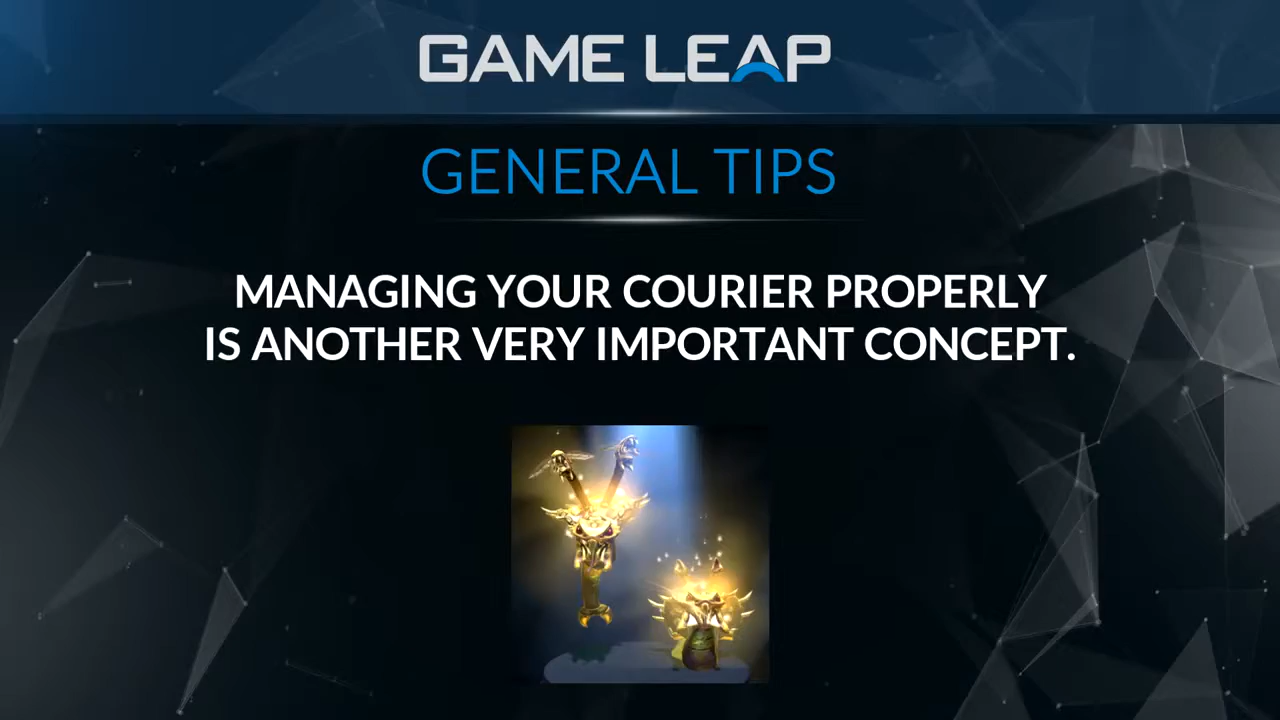 GAME LEAP
GENERAL TIPS
MANAGING YOUR COURIER PROPERLY
IS ANOTHER VERY IMPORTANT CONCEPT.